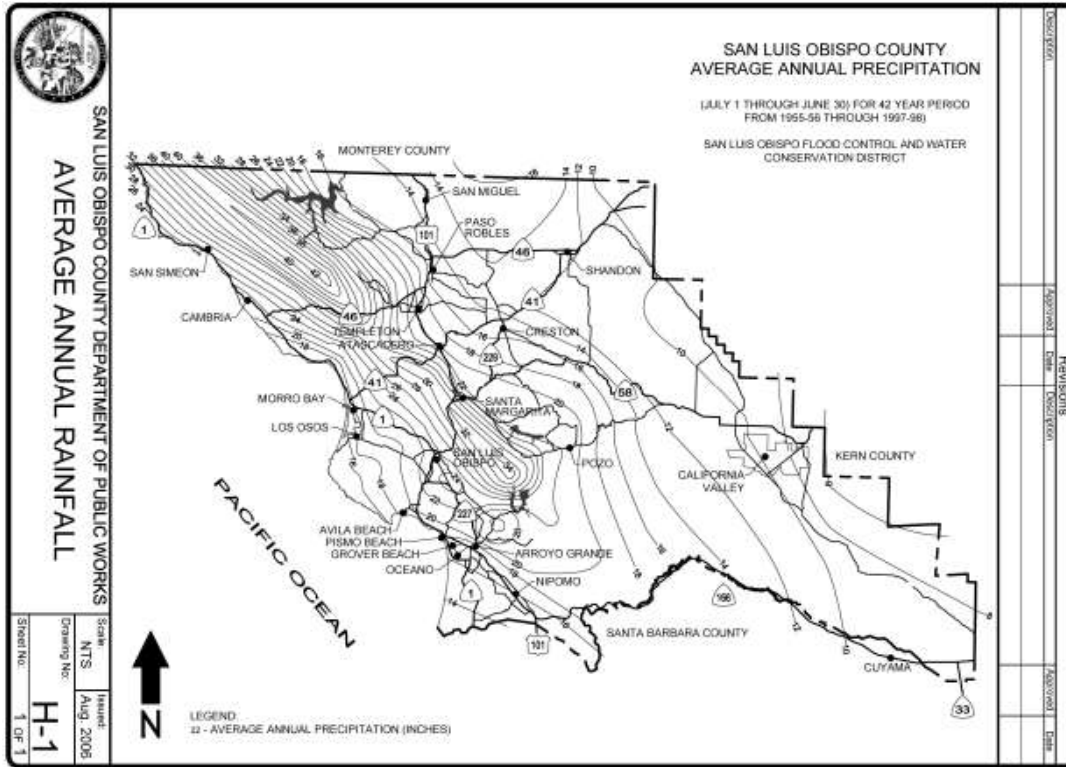 SAN LUIS OBISPO COUNTY
AVERAGE ANNUAL PRECIPITATION
(JULY 1 THROUGH JUNE 30) FOR 42 YEAR PERIOD
FROM 1955-56 THROUGH 1997-98)
SAN LUIS OBISPO FLOOD CONTROL AND WATER
CONSERVATION DISTRICT
MONTEREY COUNTY
SAN MIGUEL
PASO
ROBLES
101
46
SHANDON
1
SAN SIMEON
CAMBRIA
46
41
TEMPLETON
ATASCADERO
CRESTON
229
41
58
MORRO BAY
1
SANTA
MARGARITA
LOS OSOS
SAN LUIS
OBISPO
POZO
CALIFORNIA
VALLEY
KERN COUNTY
227
AVILA BEACH
PISMO BEACH
GROVER BEACH
OCEANO
ARROYO GRANDE
1
NIPOMO
101
166
SANTA BARBARA COUNTY
CUYAMA
33
PACIFIC OCEAN
N
LEGEND:
22 - AVERAGE ANNUAL PRECIPITATION (INCHES)
SAN LUIS OBISPO COUNTY DEPARTMENT OF PUBLIC WORKS
AVERAGE ANNUAL RAINFALL
Scale:
NTS
Issued:
Aug. 2006
Drawing No:
H-1
Sheet No:
1 OF 1
Revisions
Description
Approved
Date
Description
Approved
Date